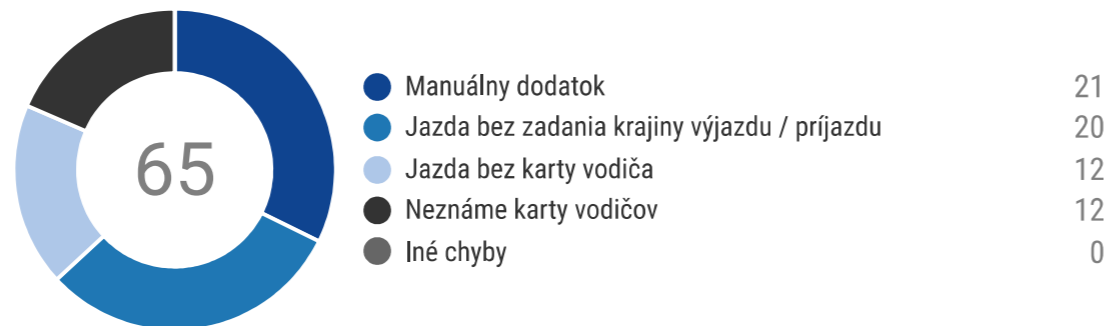 65
Manuálny dodatok 21
Jazda bez zadania krajiny výjazdu / príjazdu 20
Jazda bez karty vodiča 12
Neznáme karty vodičov 12
Iné chyby 0